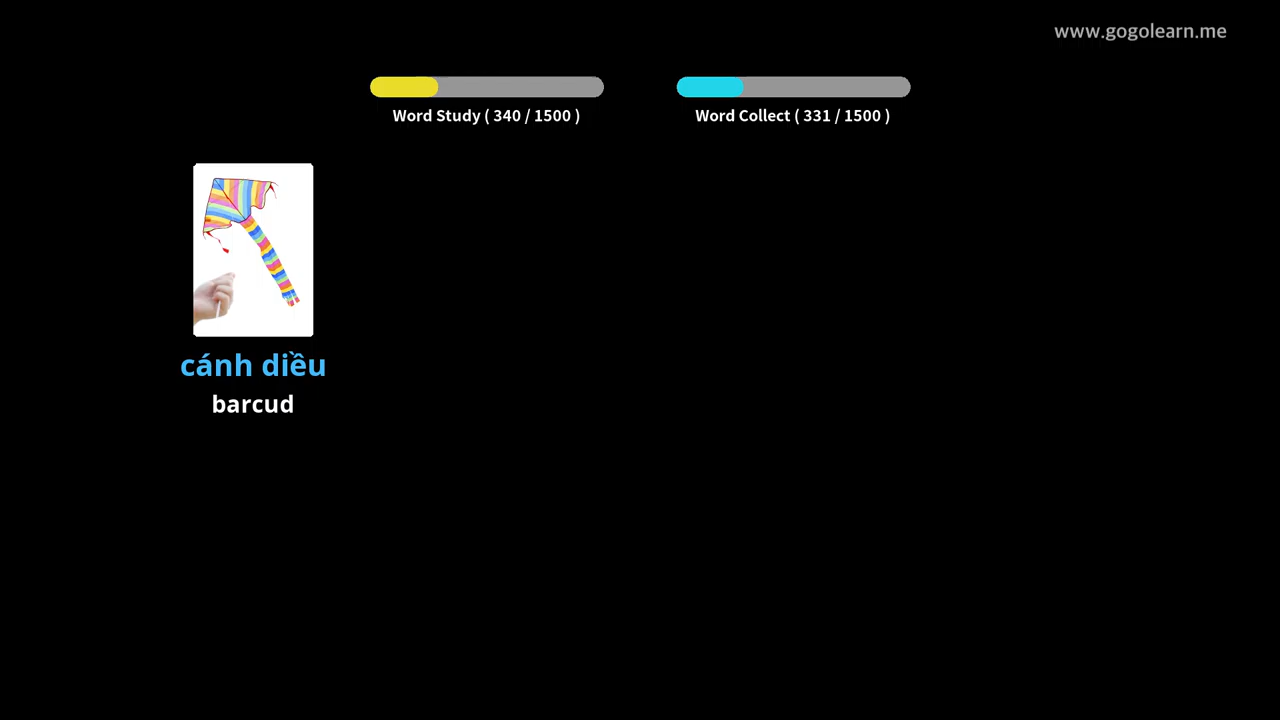 www.gogolearn.me
Word Study ( 340 / 1500 )
Word Collect ( 331 / 1500 )
cánh diều
barcud